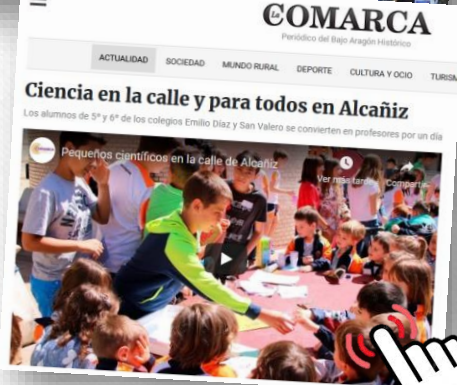 La COMARCA
Periódico del Bajo Aragón Histórico
ACTUALIDAD SOCIEDAD MUNDO RURAL DEPORTE CULTURA Y OCIO TURISM
Ciencia en la calle y para todos en Alcañiz
Los alumnos de 5º y 6º de los colegios Emilio Díaz y San Valero se convierten en profesores por un día
Pequeños científicos en la calle de Alcañiz
Ver más tarde Compartir